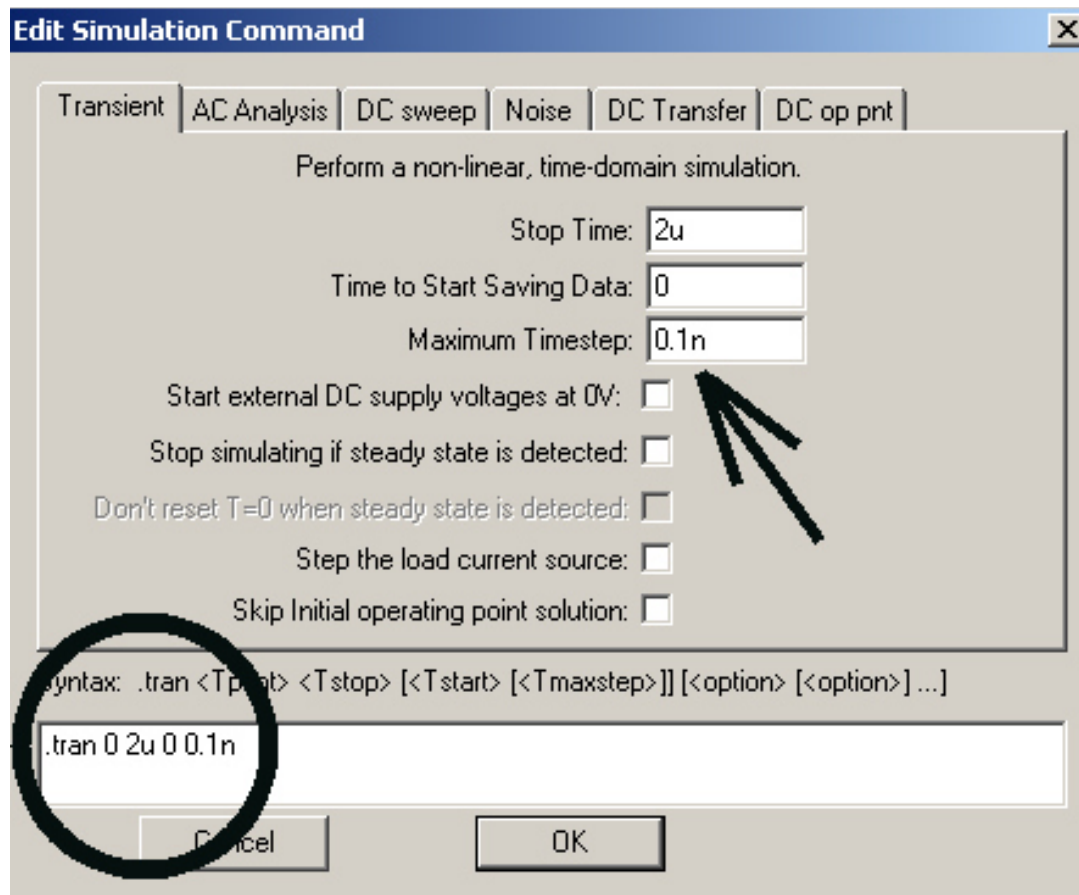 Edit Simulation Command
Transient AC Analysis DC sweep Noise DC Transfer DC op pnt
Perform a non-linear, time-domain simulation.
Stop Time: 2u
Time to Start Saving Data: 0
Maximum Timestep: 0.1n
Start external DC supply voltages at 0V:
Stop simulating if steady state is detected:
Don't reset T=0 when steady state is detected:
Step the load current source:
Skip Initial operating point solution:
Syntax: .tran <Tprint> <Tstop> [<Tstart> [<Tmaxstep>]] [<option> [<option>] ...]
.tran 0 2u 0 0.1n
Cancel OK